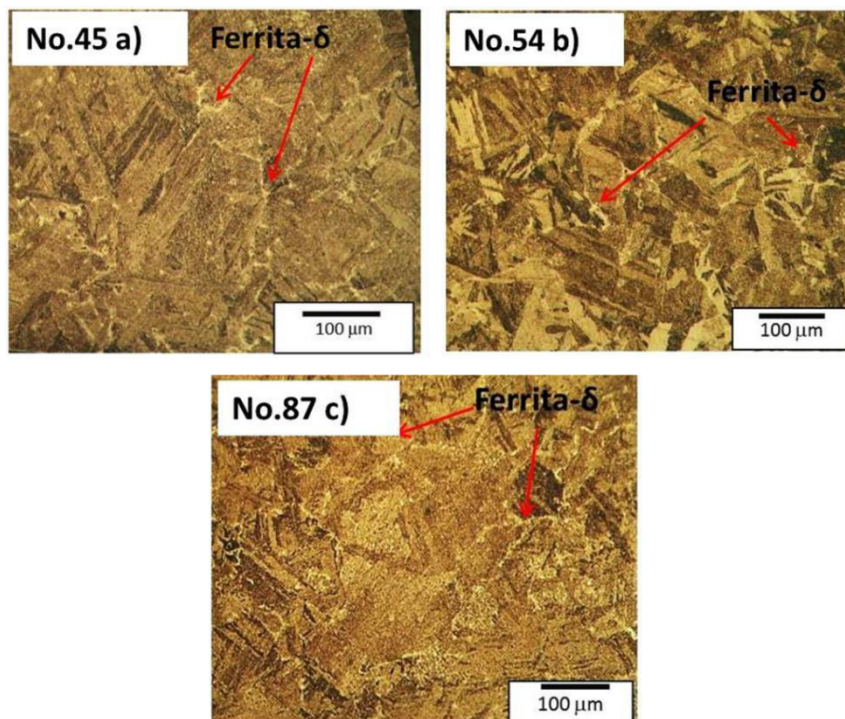 No.45 a)
Ferrita-δ
100 μm
No.54 b)
Ferrita-δ
100 μm
No.87 c)
Ferrita-δ
100 μm